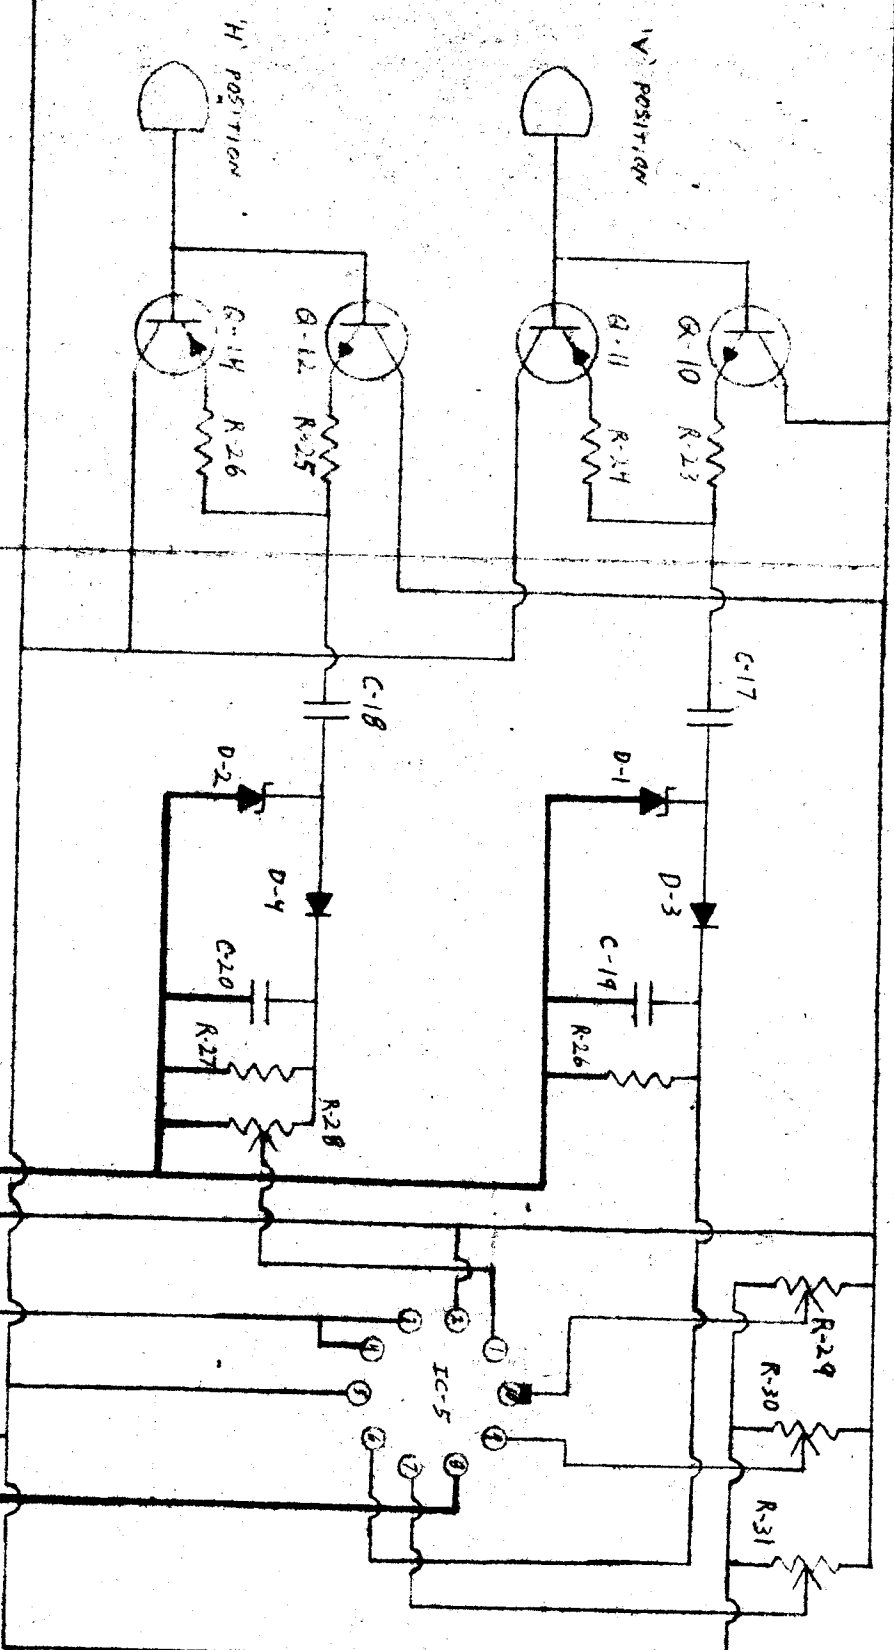 'V' POSITION
'H' POSITION
Q-10
R-23
Q-11
R-24
Q-12
R-25
Q-14
R-26
C-17
D-1
D-3
C-19
R-26
C-18
D-2
D-4
C-20
R-27
R-28
R-29
R-30
R-31
IC-5
1
2
3
4
5
6
7
8
9
10